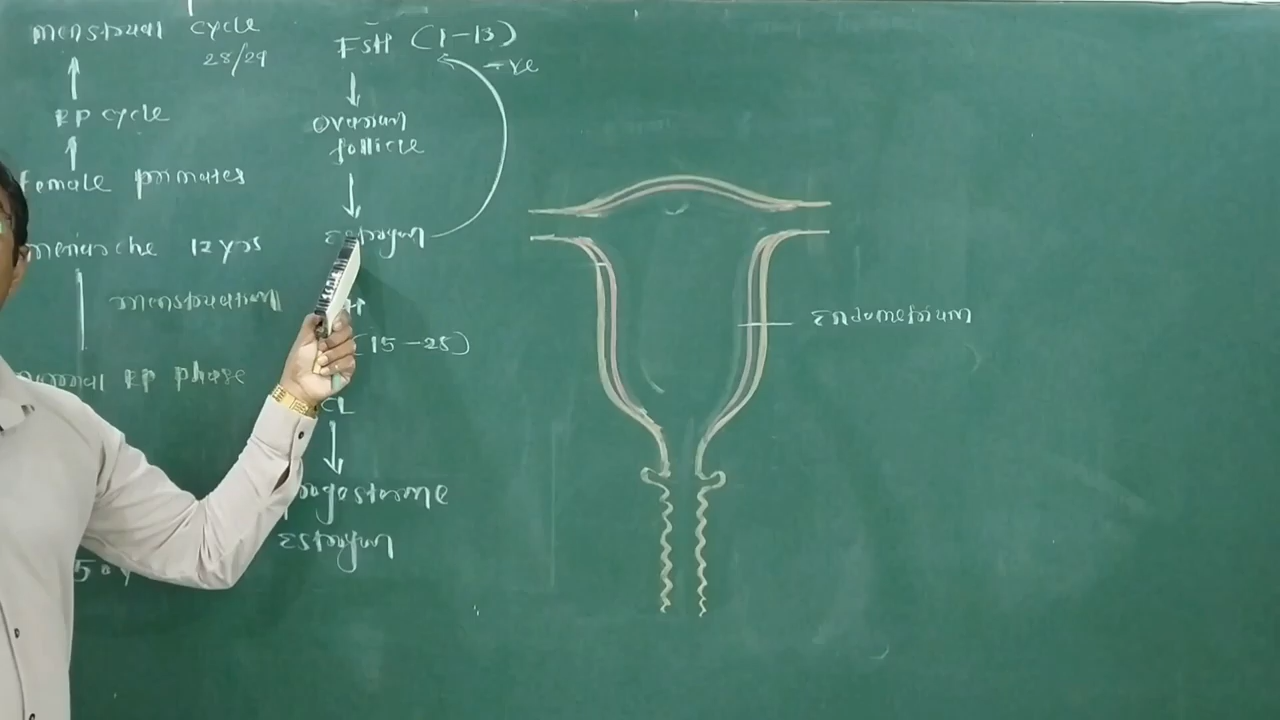 menstrual cycle
28/29
RP cycle
female primates
menarche 12 yrs
menstruation
RP phase
FSH (1-13)
-ve
ovarian
follicle
Estrogen
(15-25)
CL
progesterone
Estrogen
Endometrium